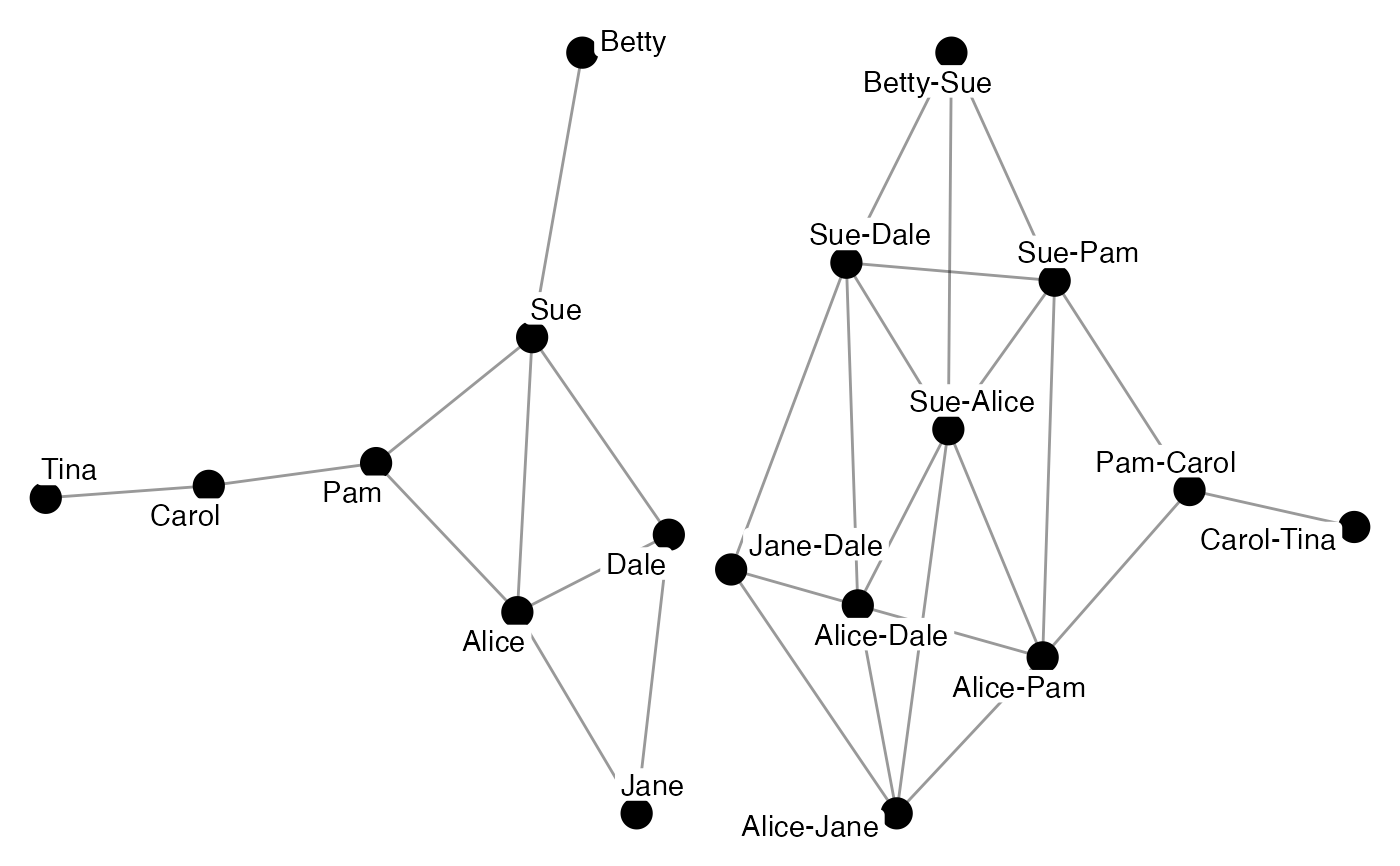 Betty
Sue
Tina
Carol
Pam
Dale
Alice
Jane
Betty-Sue
Sue-Dale
Sue-Pam
Sue-Alice
Pam-Carol
Carol-Tina
Jane-Dale
Alice-Dale
Alice-Pam
Alice-Jane